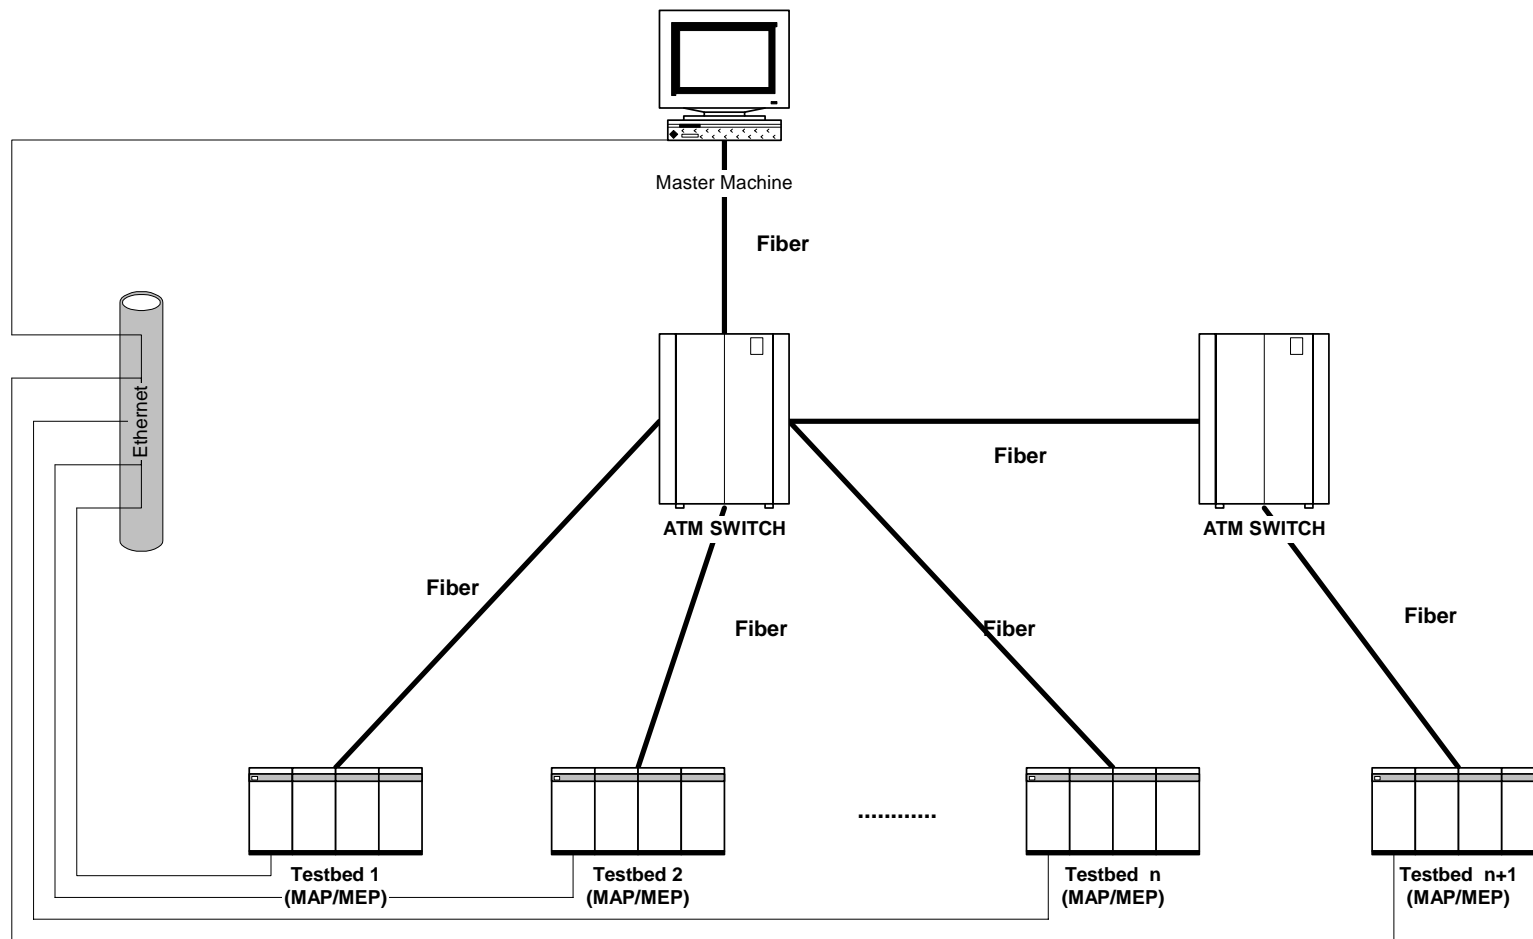 Master Machine
Fiber
Ethernet
Fiber
ATM SWITCH
ATM SWITCH
Fiber
Fiber
Fiber
Fiber
............
Testbed 1
(MAP/MEP)
Testbed 2
(MAP/MEP)
Testbed n
(MAP/MEP)
Testbed n+1
(MAP/MEP)